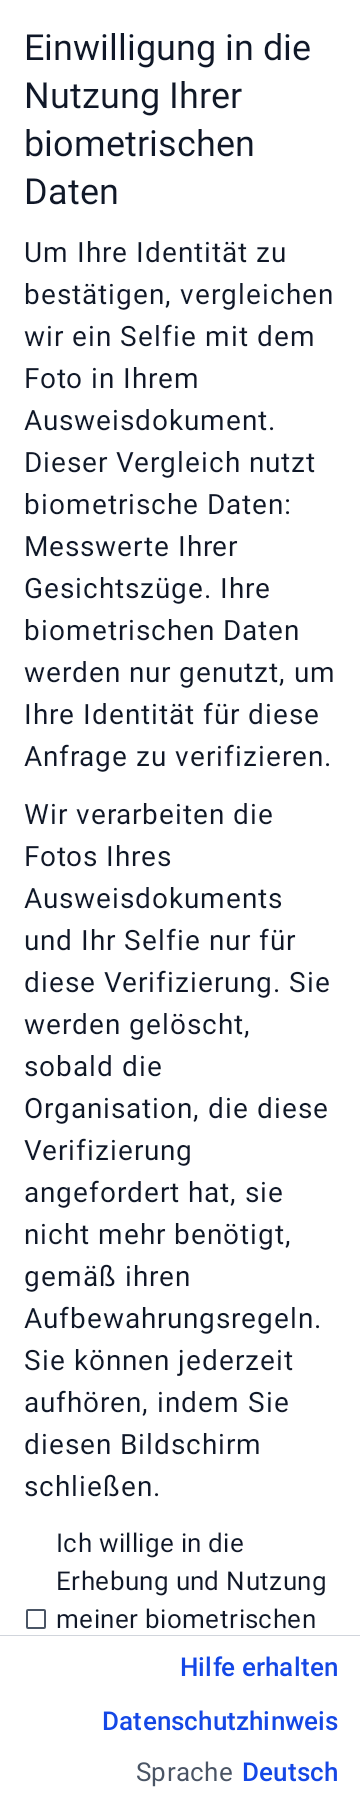 Einwilligung in die
Nutzung Ihrer
biometrischen
Daten
Um Ihre Identität zu
bestätigen, vergleichen
wir ein Selfie mit dem
Foto in Ihrem
Ausweisdokument.
Dieser Vergleich nutzt
biometrische Daten:
Messwerte Ihrer
Gesichtszüge. Ihre
biometrischen Daten
werden nur genutzt, um
Ihre Identität für diese
Anfrage zu verifizieren.
Wir verarbeiten die
Fotos Ihres
Ausweisdokuments
und Ihr Selfie nur für
diese Verifizierung. Sie
werden gelöscht,
sobald die
Organisation, die diese
Verifizierung
angefordert hat, sie
nicht mehr benötigt,
gemäß ihren
Aufbewahrungsregeln.
Sie können jederzeit
aufhören, indem Sie
diesen Bildschirm
schließen.
Ich willige in die
Erhebung und Nutzung
meiner biometrischen
Hilfe erhalten
Datenschutzhinweis
Sprache Deutsch